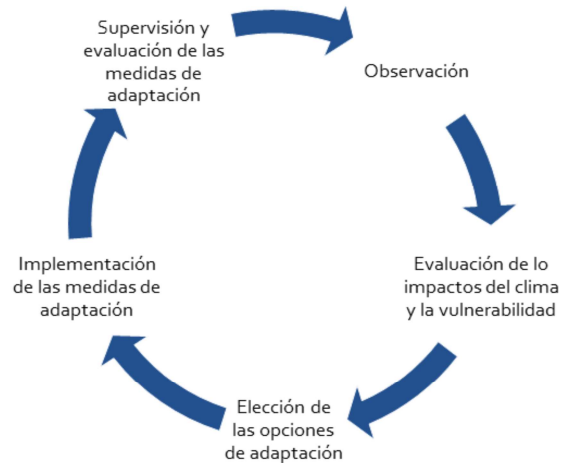 Supervisión y
evaluación de las
medidas de
adaptación
Observación
Evaluación de lo
impactos del clima
y la vulnerabilidad
Elección de
las opciones
de adaptación
Implementación
de las medidas de
adaptación